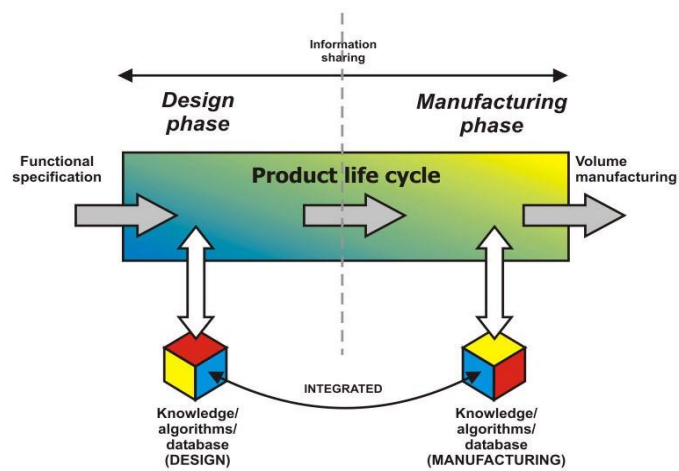 Information
sharing
Design
phase
Manufacturing
phase
Functional
specification
Product life cycle
Volume
manufacturing
INTEGRATED
Knowledge/
algorithms/
database
(DESIGN)
Knowledge/
algorithms/
database
(MANUFACTURING)